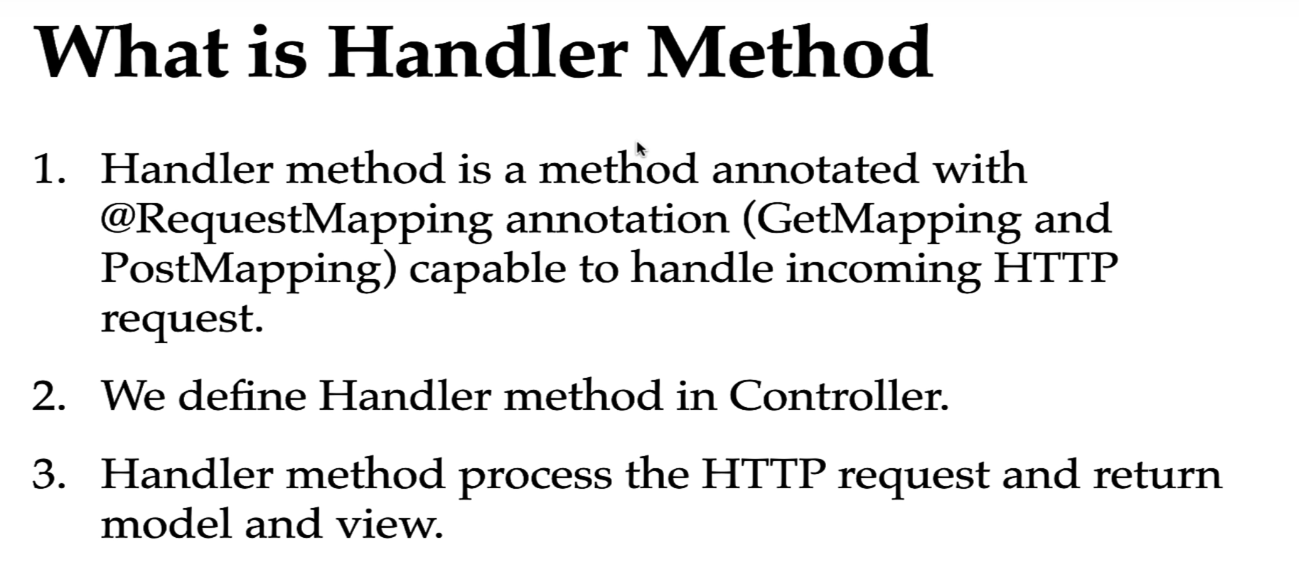 What is Handler Method
1. Handler method is a method annotated with
@RequestMapping annotation (GetMapping and
PostMapping) capable to handle incoming HTTP
request.
2. We define Handler method in Controller.
3. Handler method process the HTTP request and return
model and view.